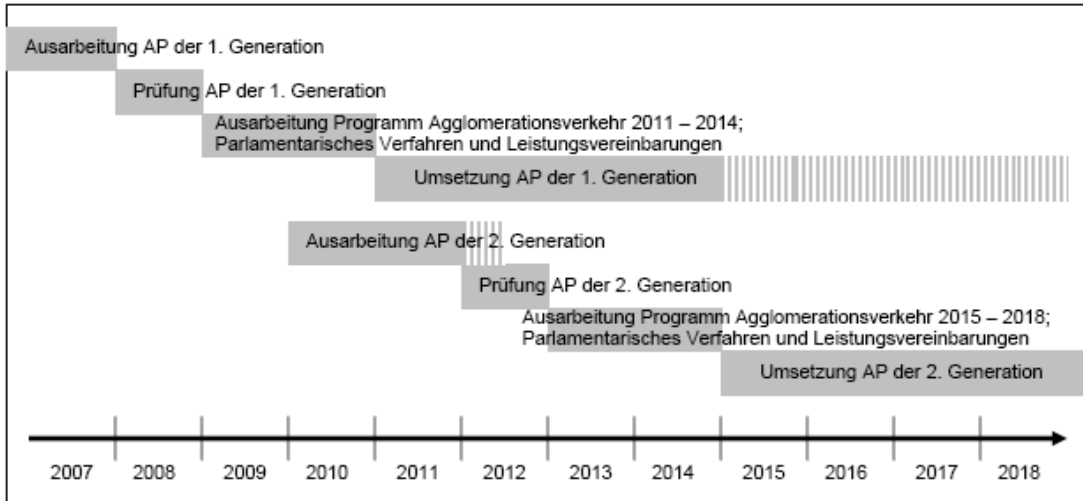 Ausarbeitung AP der 1. Generation
Prüfung AP der 1. Generation
Ausarbeitung Programm Agglomerationsverkehr 2011 – 2014;
Parlamentarisches Verfahren und Leistungsvereinbarungen
Umsetzung AP der 1. Generation
Ausarbeitung AP der 2. Generation
Prüfung AP der 2. Generation
Ausarbeitung Programm Agglomerationsverkehr 2015 – 2018;
Parlamentarisches Verfahren und Leistungsvereinbarungen
Umsetzung AP der 2. Generation
2007 2008 2009 2010 2011 2012 2013 2014 2015 2016 2017 2018